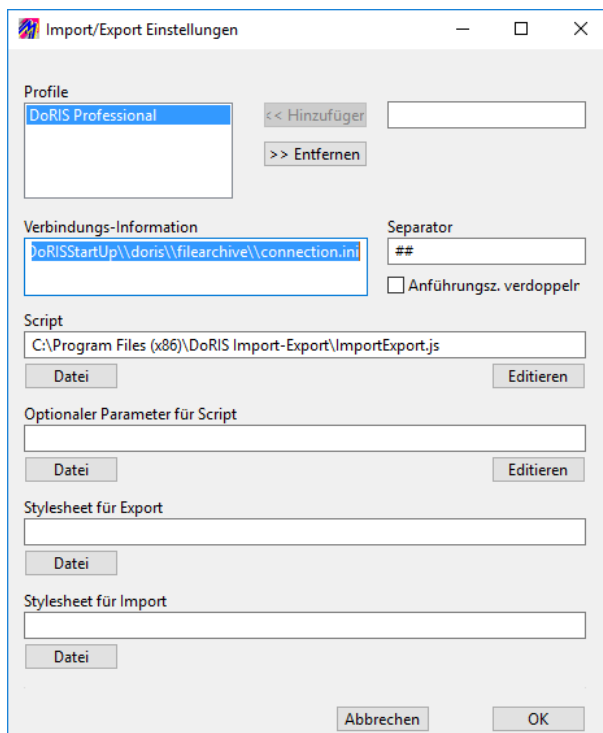 Import/Export Einstellungen
Profile
DoRIS Professional
<< Hinzufüger
>> Entfernen
Verbindungs-Information
Separator
DoRISStartUp\\doris\\filearchive\\connection.ini
##
Anführungsz. verdoppeln
Script
C:\Program Files (x86)\DoRIS Import-Export\ImportExport.js
Datei
Editieren
Optionaler Parameter für Script
Datei
Editieren
Stylesheet für Export
Datei
Stylesheet für Import
Datei
Abbrechen
OK